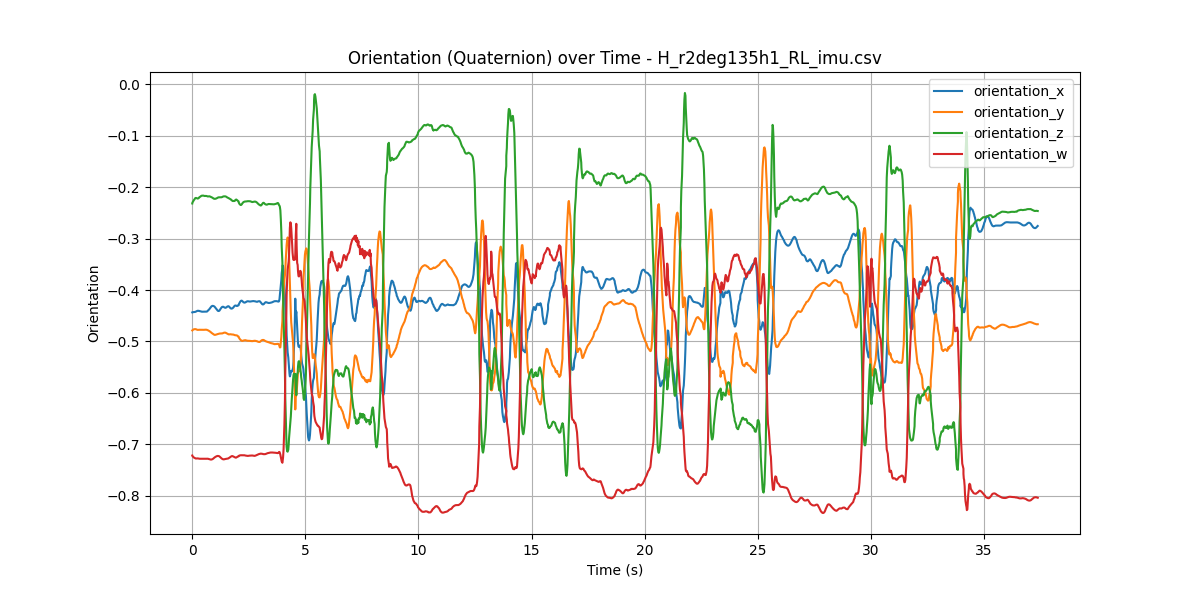 Orientation (Quaternion) over Time - H_r2deg135h1_RL_imu.csv
orientation_x
orientation_y
orientation_z
orientation_w
0.0
−0.1
−0.2
−0.3
−0.4
−0.5
−0.6
−0.7
−0.8
Orientation
0 5 10 15 20 25 30 35
Time (s)